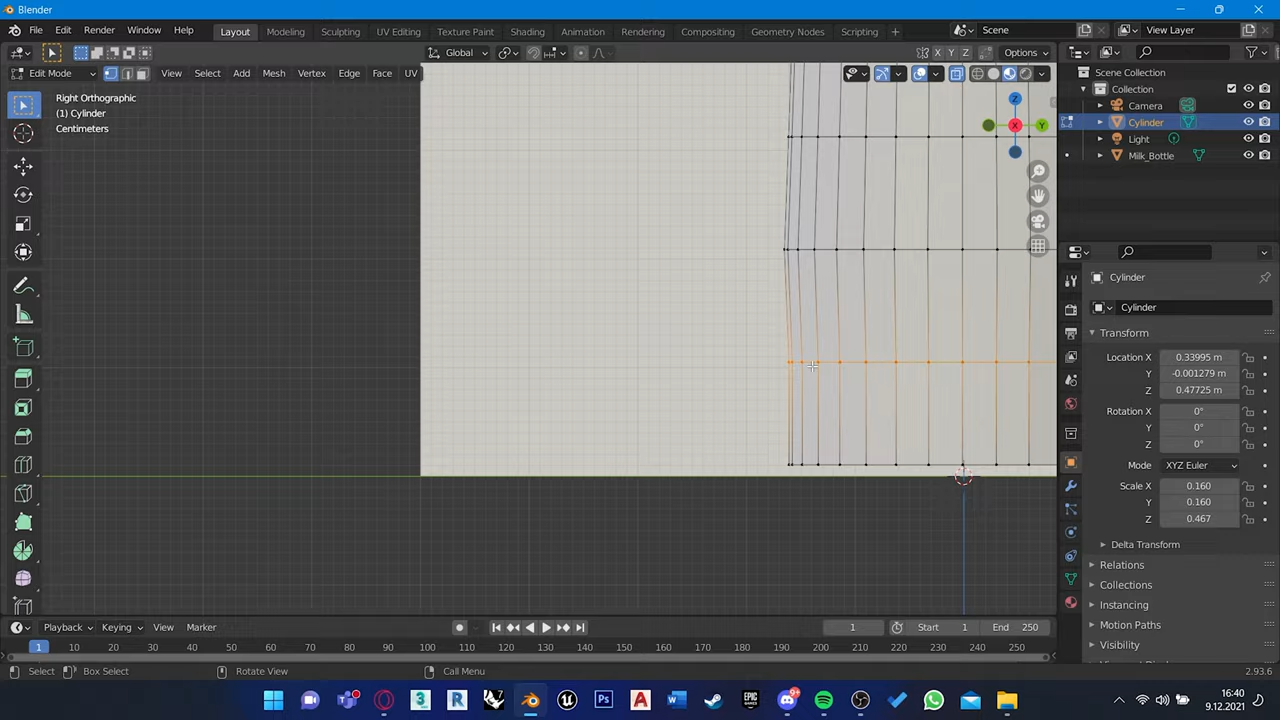 Blender
File Edit Render Window Help Layout Modeling Sculpting UV Editing Texture Paint Shading Animation Rendering Compositing Geometry Nodes Scripting + Scene View Layer
Global X Y Z Options
Edit Mode View Select Add Mesh Vertex Edge Face UV
Right Orthographic
(1) Cylinder
Centimeters
Z
X
Y
Scene Collection
Collection
Camera
Cylinder
Light
Milk_Bottle
Cylinder
Cylinder
Transform
Location X 0.33995 m
Y -0.001279 m
Z 0.47725 m
Rotation X 0°
Y 0°
Z 0°
Mode XYZ Euler
Scale X 0.160
Y 0.160
Z 0.467
Delta Transform
Relations
Collections
Instancing
Motion Paths
Visibility
Playback Keying View Marker 1 Start 1 End 250
1 10 20 30 40 50 60 70 80 90 100 110 120 130 140 150 160 170 180 190 200 210 220 230 240 250
Select Box Select Rotate View Call Menu 2.93.6
16:40
9.12.2021